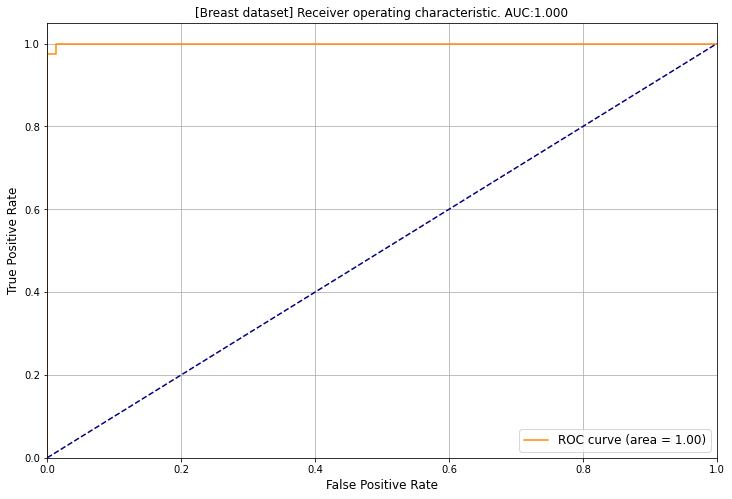 [Breast dataset] Receiver operating characteristic. AUC:1.000
True Positive Rate
1.0
0.8
0.6
0.4
0.2
0.0
ROC curve (area = 1.00)
0.0 0.2 0.4 0.6 0.8 1.0
False Positive Rate